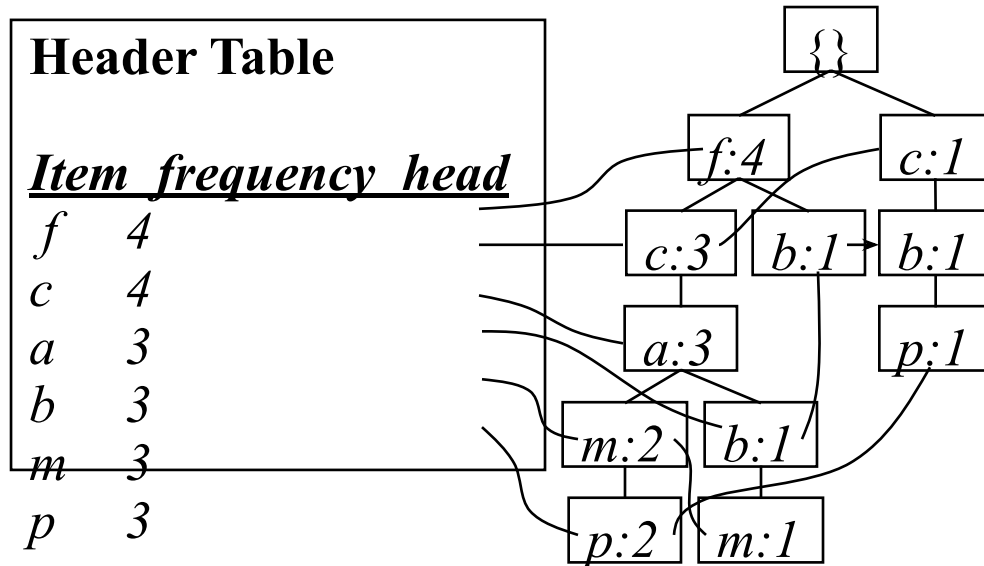 Header Table
Item frequency head
f 4
c 4
a 3
b 3
m 3
p 3
{}
f:4 c:1
c:3 b:1 b:1
a:3 p:1
m:2 b:1
p:2 m:1